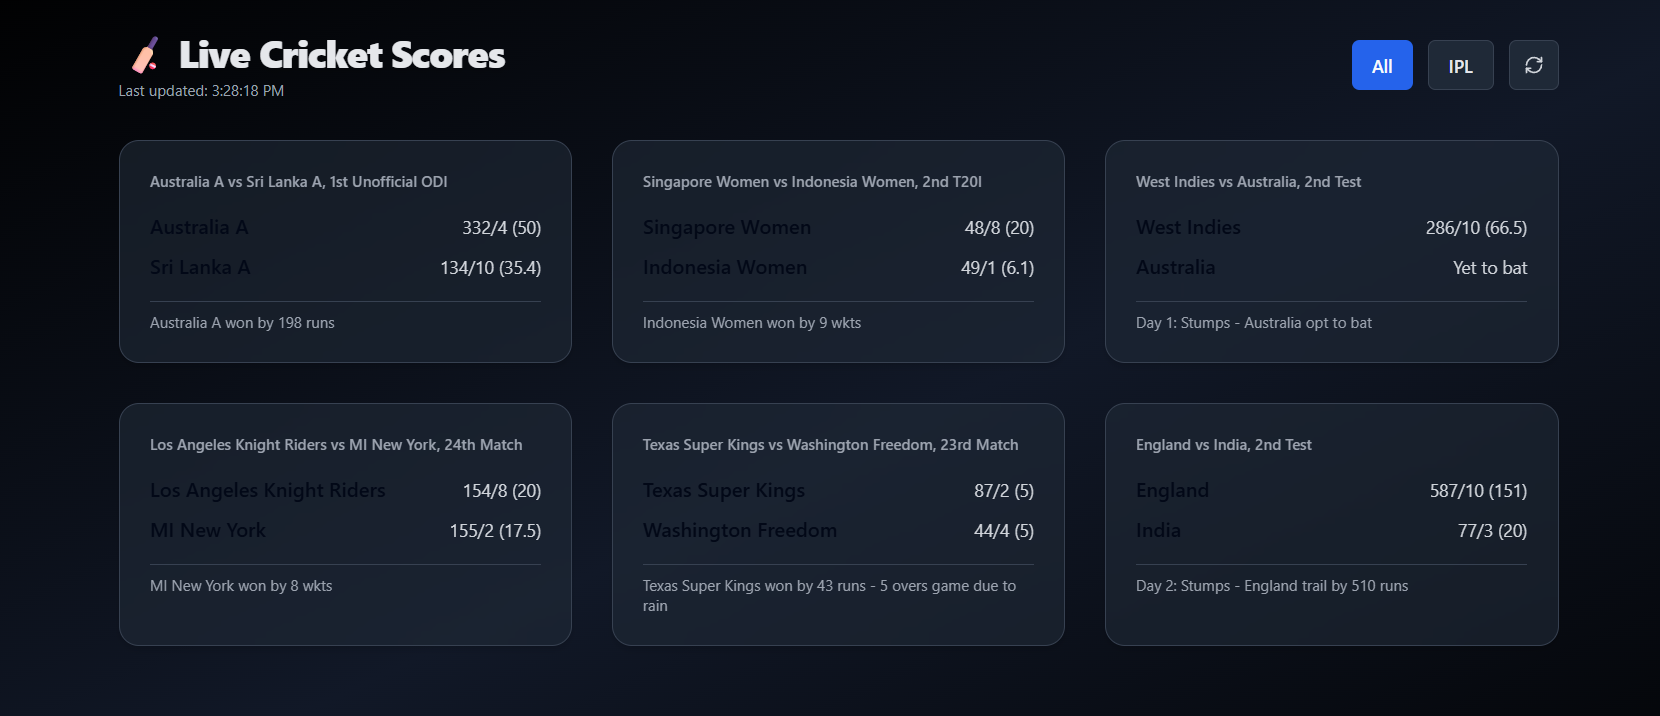 Live Cricket Scores
Last updated: 3:28:18 PM
All
IPL
Australia A vs Sri Lanka A, 1st Unofficial ODI
Australia A 332/4 (50)
Sri Lanka A 134/10 (35.4)
Australia A won by 198 runs
Singapore Women vs Indonesia Women, 2nd T20I
Singapore Women 48/8 (20)
Indonesia Women 49/1 (6.1)
Indonesia Women won by 9 wkts
West Indies vs Australia, 2nd Test
West Indies 286/10 (66.5)
Australia Yet to bat
Day 1: Stumps - Australia opt to bat
Los Angeles Knight Riders vs MI New York, 24th Match
Los Angeles Knight Riders 154/8 (20)
MI New York 155/2 (17.5)
MI New York won by 8 wkts
Texas Super Kings vs Washington Freedom, 23rd Match
Texas Super Kings 87/2 (5)
Washington Freedom 44/4 (5)
Texas Super Kings won by 43 runs - 5 overs game due to
rain
England vs India, 2nd Test
England 587/10 (151)
India 77/3 (20)
Day 2: Stumps - England trail by 510 runs